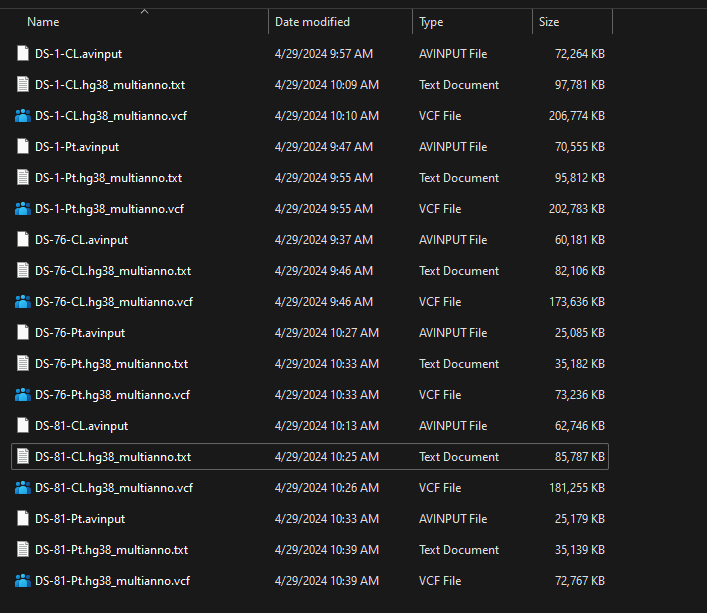 Name Date modified Type Size
DS-1-CL.avinput 4/29/2024 9:57 AM AVINPUT File 72,264 KB
DS-1-CL.hg38_multianno.txt 4/29/2024 10:09 AM Text Document 97,781 KB
DS-1-CL.hg38_multianno.vcf 4/29/2024 10:10 AM VCF File 206,774 KB
DS-1-Pt.avinput 4/29/2024 9:47 AM AVINPUT File 70,555 KB
DS-1-Pt.hg38_multianno.txt 4/29/2024 9:55 AM Text Document 95,812 KB
DS-1-Pt.hg38_multianno.vcf 4/29/2024 9:55 AM VCF File 202,783 KB
DS-76-CL.avinput 4/29/2024 9:37 AM AVINPUT File 60,181 KB
DS-76-CL.hg38_multianno.txt 4/29/2024 9:46 AM Text Document 82,106 KB
DS-76-CL.hg38_multianno.vcf 4/29/2024 9:46 AM VCF File 173,636 KB
DS-76-Pt.avinput 4/29/2024 10:27 AM AVINPUT File 25,085 KB
DS-76-Pt.hg38_multianno.txt 4/29/2024 10:33 AM Text Document 35,182 KB
DS-76-Pt.hg38_multianno.vcf 4/29/2024 10:33 AM VCF File 73,236 KB
DS-81-CL.avinput 4/29/2024 10:13 AM AVINPUT File 62,746 KB
DS-81-CL.hg38_multianno.txt 4/29/2024 10:25 AM Text Document 85,787 KB
DS-81-CL.hg38_multianno.vcf 4/29/2024 10:26 AM VCF File 181,255 KB
DS-81-Pt.avinput 4/29/2024 10:33 AM AVINPUT File 25,179 KB
DS-81-Pt.hg38_multianno.txt 4/29/2024 10:39 AM Text Document 35,139 KB
DS-81-Pt.hg38_multianno.vcf 4/29/2024 10:39 AM VCF File 72,767 KB